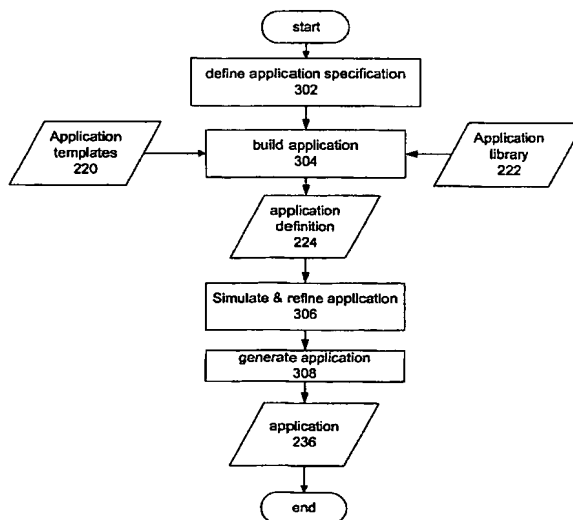 start
define application specification
302
Application
templates
220
build application
304
Application
library
222
application
definition
224
Simulate & refine application
306
generate application
308
application
236
end